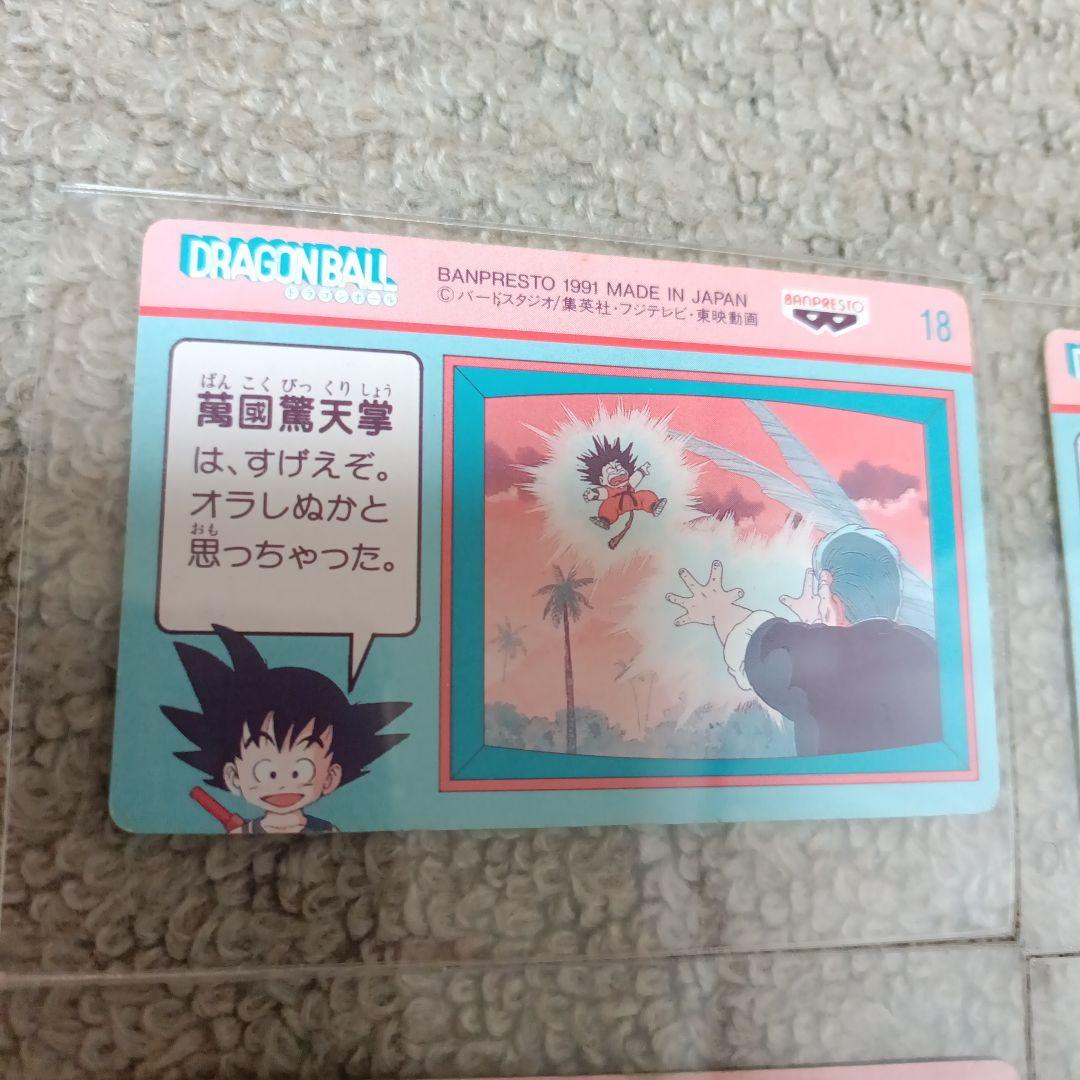 DRAGON BALL
ドラゴンボール
BANPRESTO 1991 MADE IN JAPAN
Ⓒバードスタジオ/集英社・フジテレビ・東映動画
BANPRESTO
18
ばんこくびっくりしょう
萬國驚天掌
は、すげえぞ。
オラしぬかと
おも
思っちゃった。